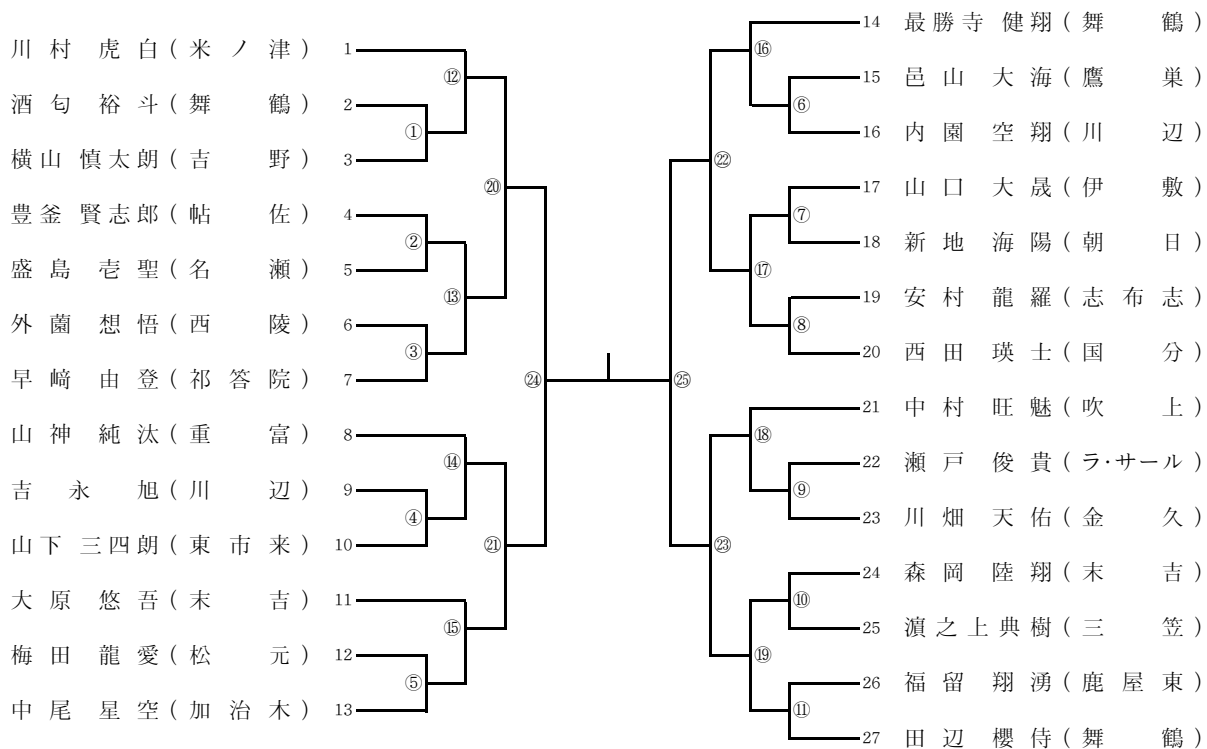 川村 虎白(米ノ津) 1
酒匂 裕斗(舞鶴) 2
横山 慎太朗(吉野) 3
豊釜 賢志郎(帖佐) 4
盛島 壱聖(名瀬) 5
外薗 想悟(西陵) 6
早﨑 由登(祁答院) 7
山神 純汰(重富) 8
吉永 旭(川辺) 9
山下 三四朗(東市来) 10
大原 悠吾(末吉) 11
梅田 龍愛(松元) 12
中尾 星空(加治木) 13
⑫
①
⑳
②
⑬
③
㉔
⑭
④
㉑
⑮
⑤
14 最勝寺 健翔(舞鶴)
15 邑山 大海(鷹巣)
16 内園 空翔(川辺)
17 山口 大晟(伊敷)
18 新地 海陽(朝日)
19 安村 龍羅(志布志)
20 西田 瑛士(国分)
21 中村 旺魅(吹上)
22 瀬戸 俊貴(ラ・サール)
23 川畑 天佑(金久)
24 森岡 陸翔(末吉)
25 濵之上 典樹(三笠)
26 福留 翔湧(鹿屋東)
27 田辺 櫻侍(舞鶴)
⑯
⑥
㉒
⑦
⑰
⑧
㉕
⑱
⑨
㉓
⑩
⑲
⑪